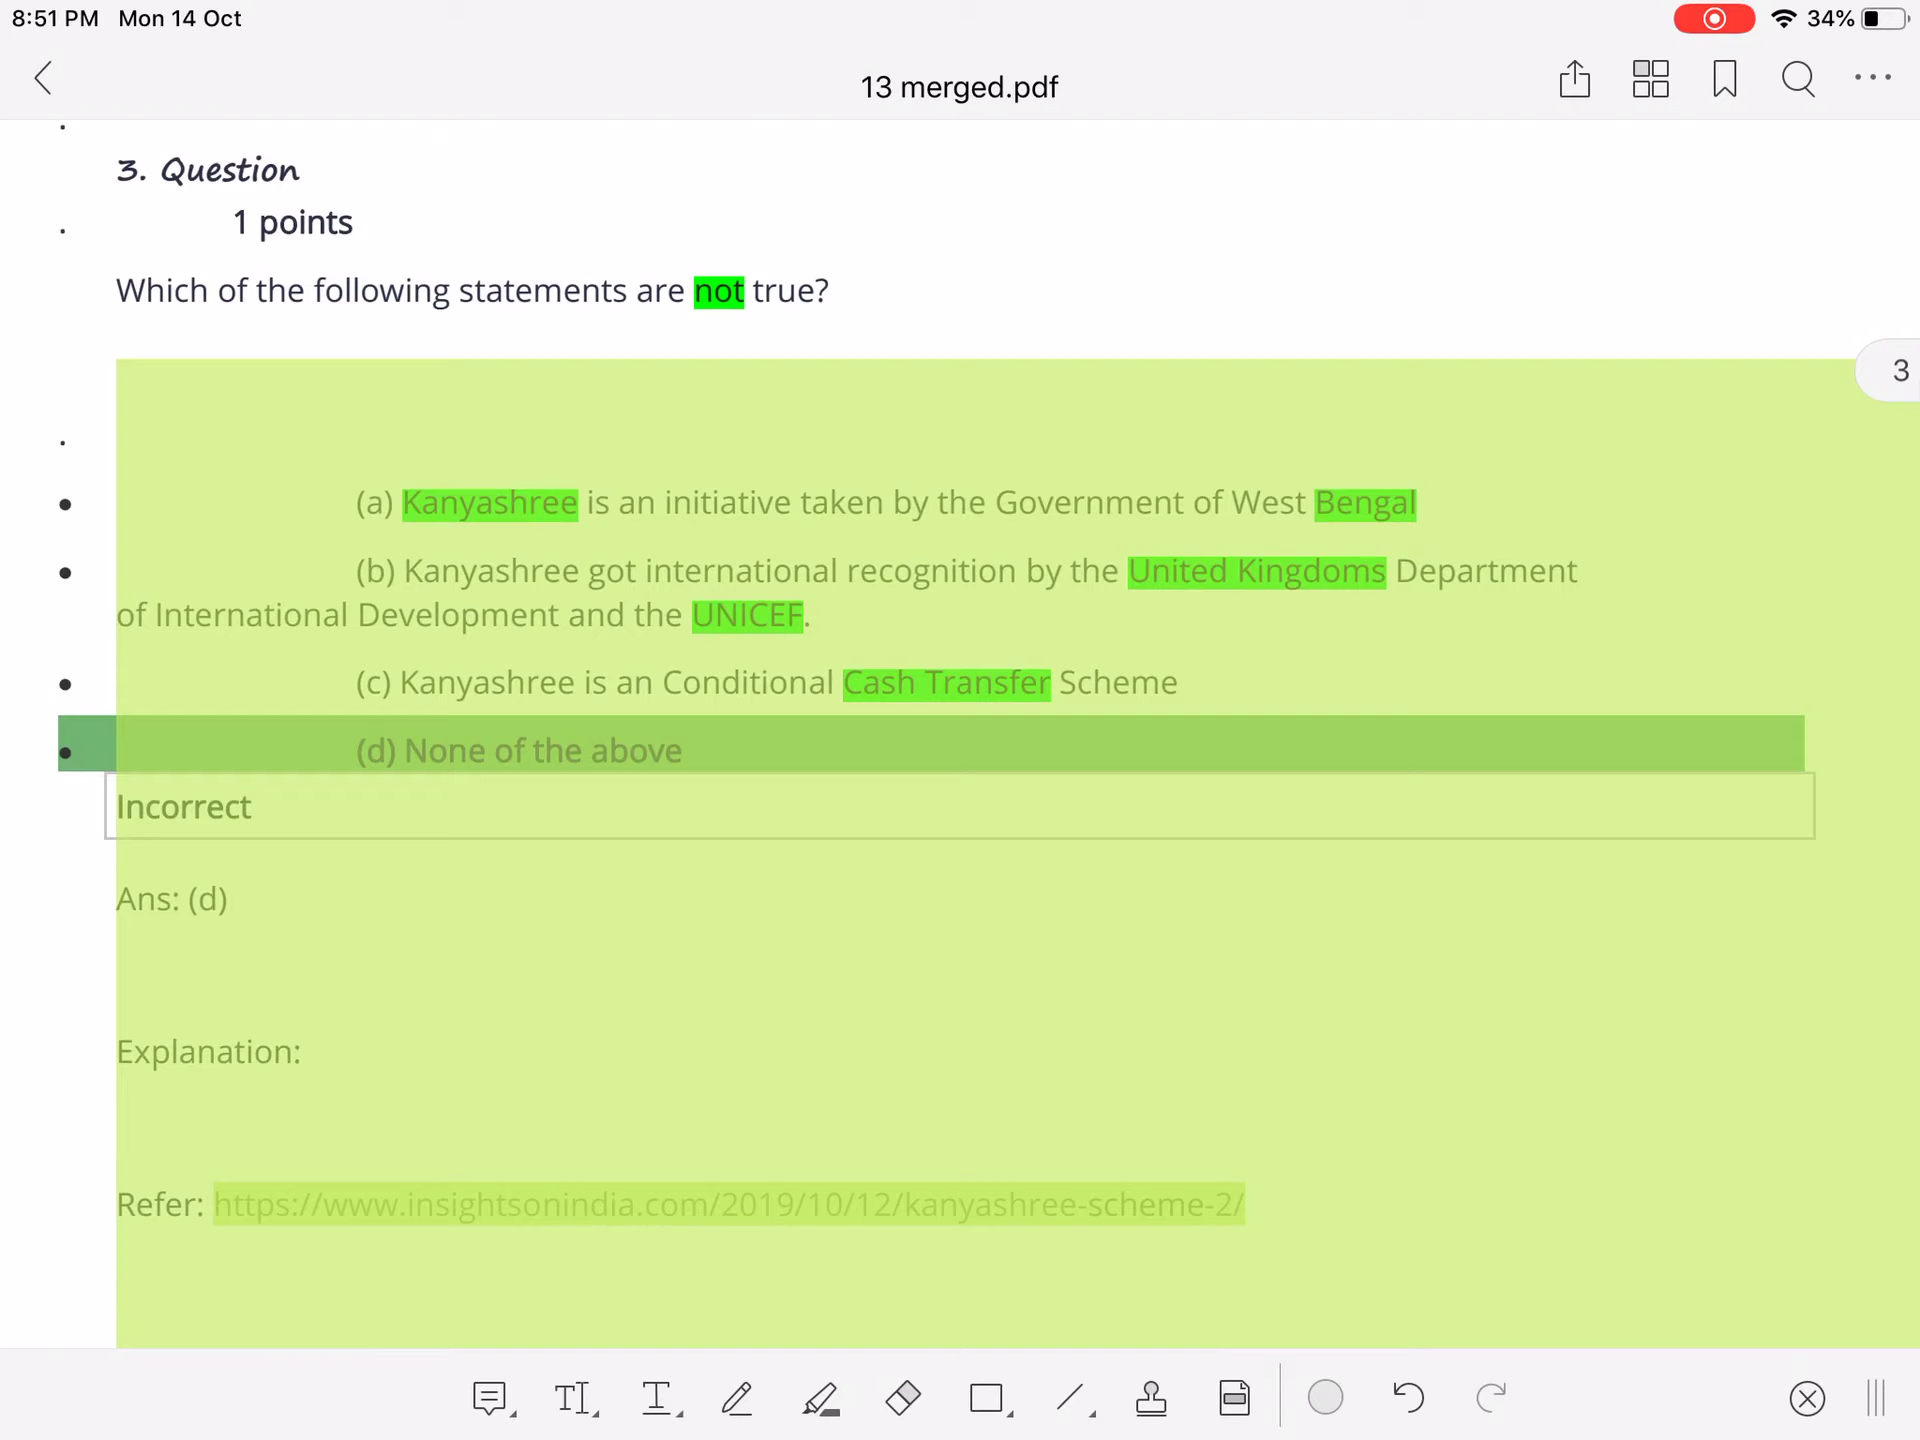 8:51 PM Mon 14 Oct
34%
13 merged.pdf
3. Question
1 points
Which of the following statements are not true?
3
(a) Kanyashree is an initiative taken by the Government of West Bengal
(b) Kanyashree got international recognition by the United Kingdoms Department
of International Development and the UNICEF.
(c) Kanyashree is an Conditional Cash Transfer Scheme
(d) None of the above
Incorrect
Ans: (d)
Explanation:
Refer: https://www.insightsonindia.com/2019/10/12/kanyashree-scheme-2/